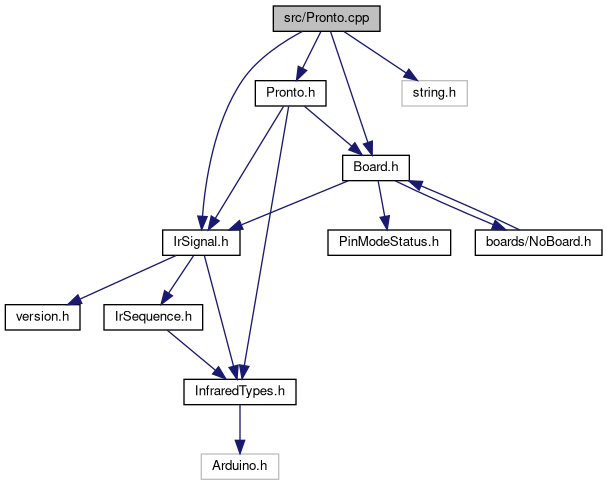 src/Pronto.cpp
Pronto.h
string.h
Board.h
IrSignal.h
PinModeStatus.h
boards/NoBoard.h
version.h
IrSequence.h
InfraredTypes.h
Arduino.h